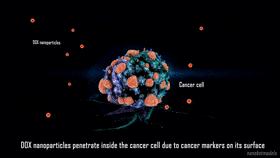 DOX nanoparticles
Cancer cell
DOX nanoparticles penetrate inside the cancer cell due to cancer markers on its surface